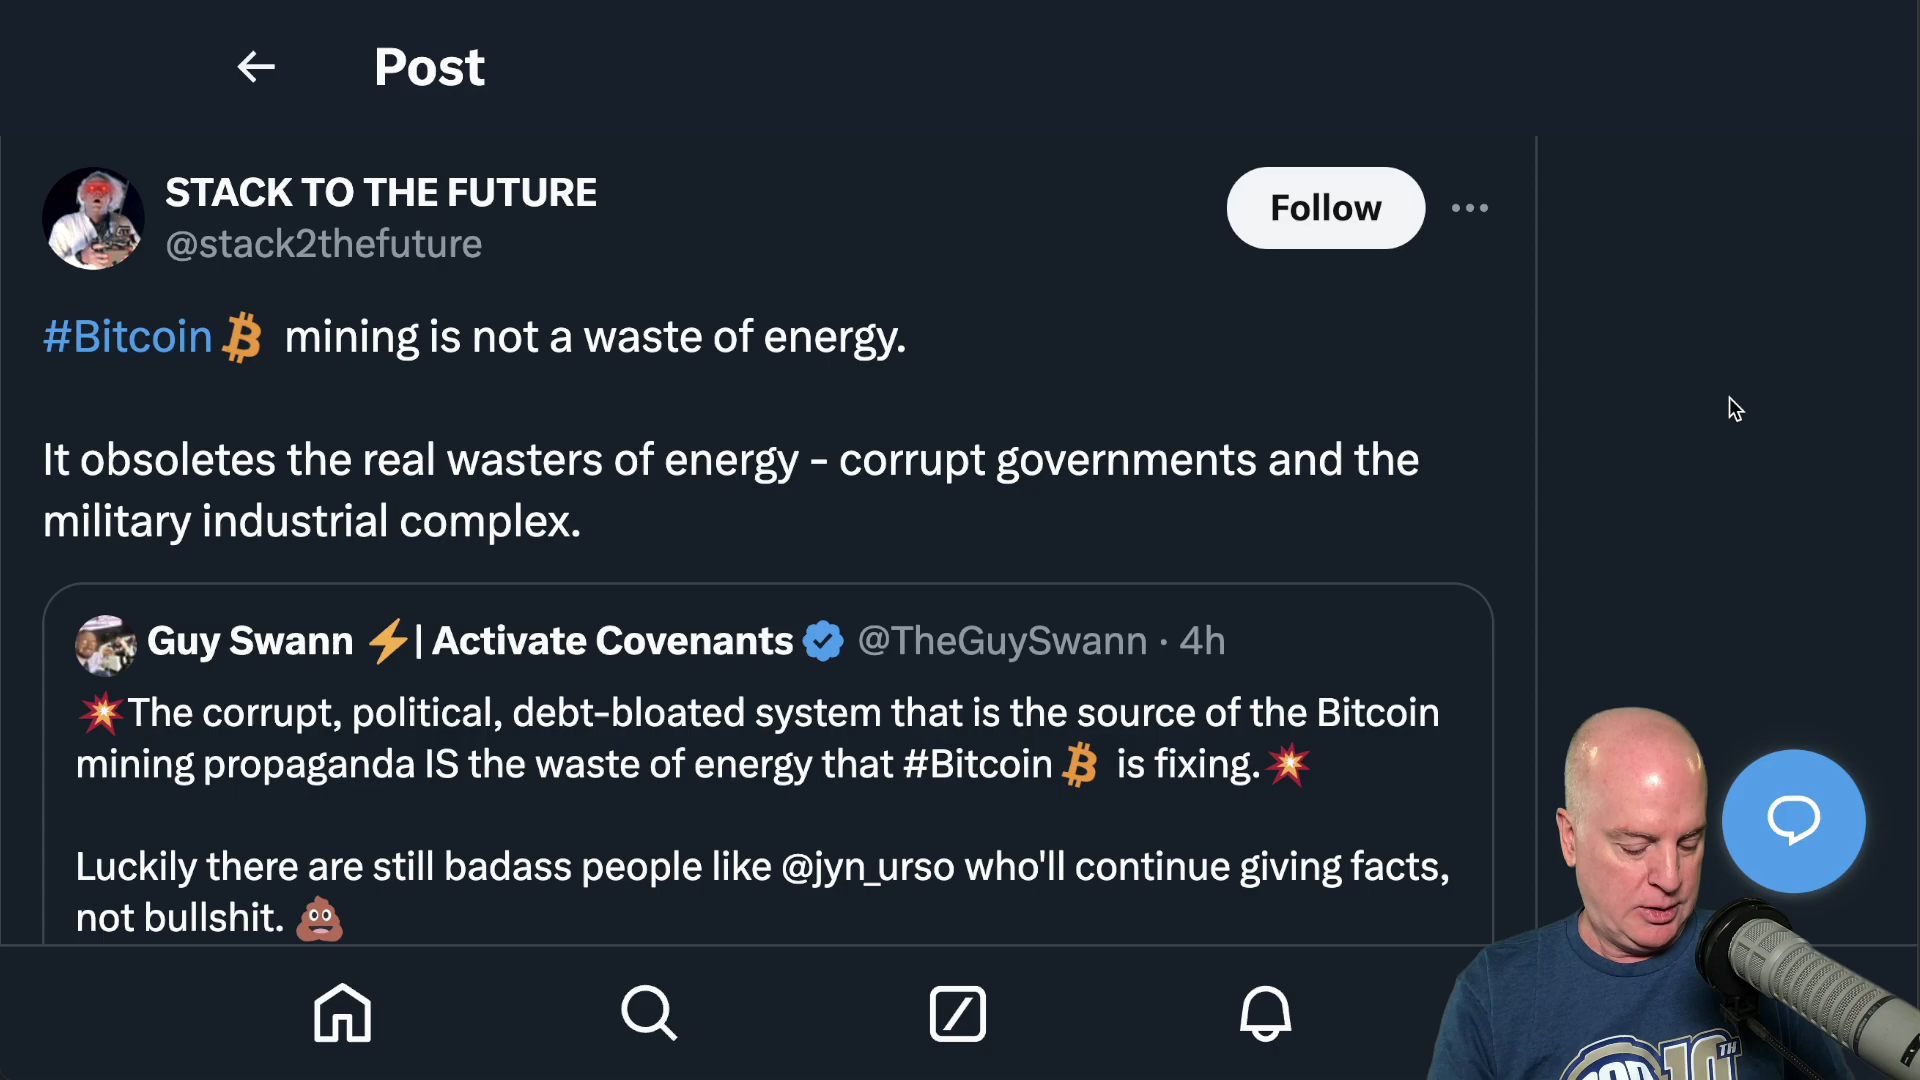 Post
STACK TO THE FUTURE
@stack2thefuture
Follow
#Bitcoin mining is not a waste of energy.
It obsoletes the real wasters of energy - corrupt governments and the
military industrial complex.
Guy Swann ⚡| Activate Covenants @TheGuySwann · 4h
💥The corrupt, political, debt-bloated system that is the source of the Bitcoin
mining propaganda IS the waste of energy that #Bitcoin is fixing.💥
Luckily there are still badass people like @jyn_urso who'll continue giving facts,
not bullshit. 💩
10TH